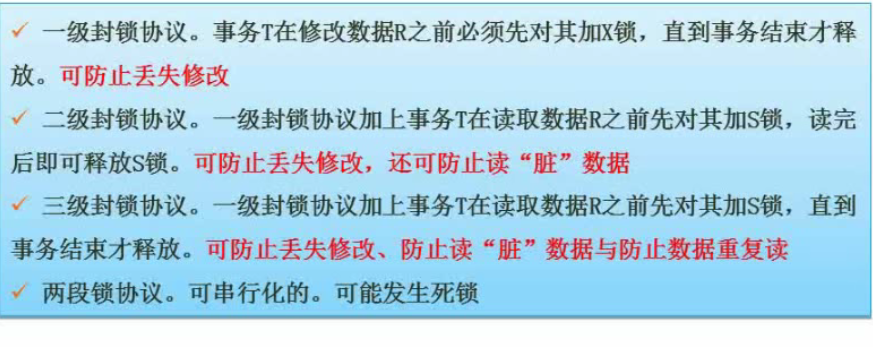 ✓ 一级封锁协议。事务T在修改数据R之前必须先对其加X锁，直到事务结束才释
放。可防止丢失修改
✓ 二级封锁协议。一级封锁协议加上事务T在读取数据R之前先对其加S锁，读完
后即可释放S锁。可防止丢失修改，还可防止读“脏”数据
✓ 三级封锁协议。一级封锁协议加上事务T在读取数据R之前先对其加S锁，直到
事务结束才释放。可防止丢失修改、防止读“脏”数据与防止数据重复读
✓ 两段锁协议。可串行化的。可能发生死锁